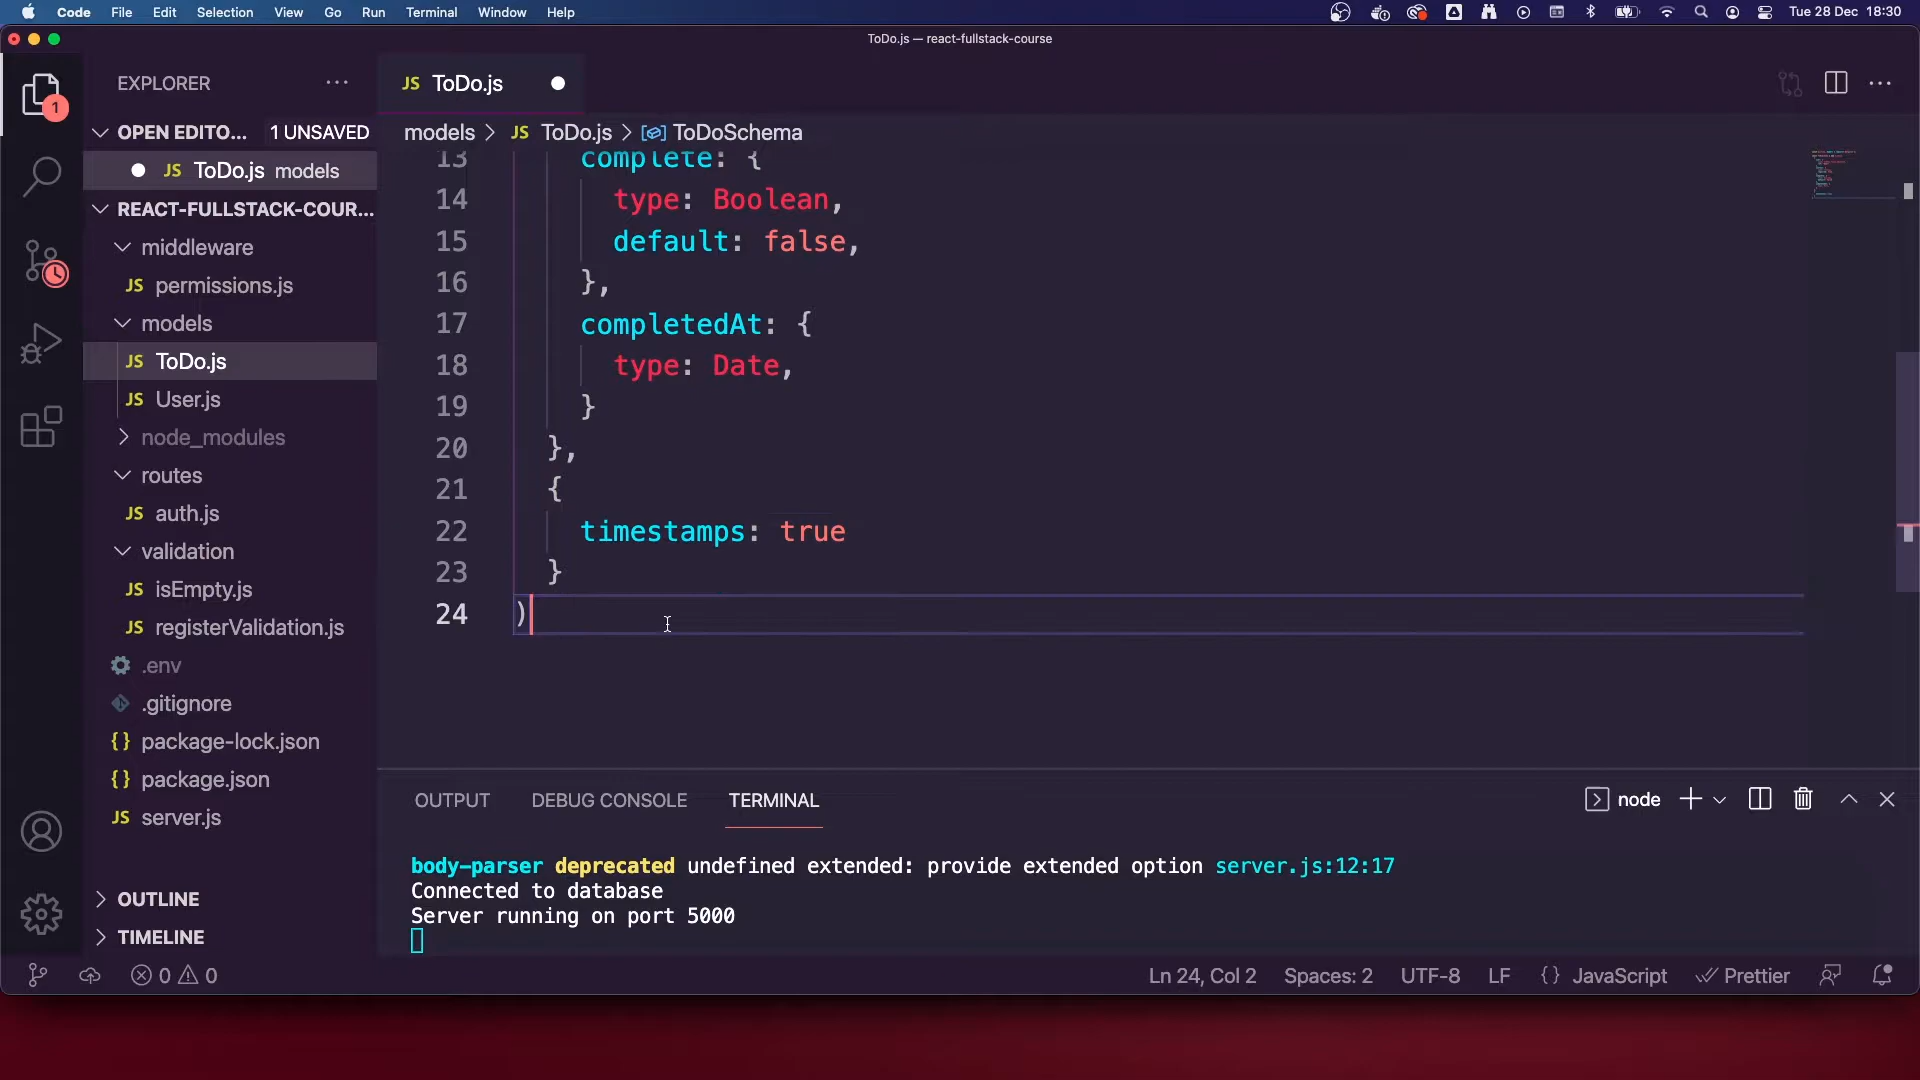 Code File Edit Selection View Go Run Terminal Window Help Tue 28 Dec 18:30
ToDo.js — react-fullstack-course
EXPLORER ...
1
OPEN EDITO... 1 UNSAVED
JS ToDo.js models
REACT-FULLSTACK-COUR...
middleware
JS permissions.js
models
JS ToDo.js
JS User.js
node_modules
routes
JS auth.js
validation
JS isEmpty.js
JS registerValidation.js
.env
.gitignore
{} package-lock.json
{} package.json
JS server.js
OUTLINE
TIMELINE
JS ToDo.js
models > JS ToDo.js > ToDoSchema
13 complete: {
14 type: Boolean,
15 default: false,
16 },
17 completedAt: {
18 type: Date,
19 }
20 },
21 {
22 timestamps: true
23 }
24 )
OUTPUT DEBUG CONSOLE TERMINAL node
body-parser deprecated undefined extended: provide extended option server.js:12:17
Connected to database
Server running on port 5000
0 0 Ln 24, Col 2 Spaces: 2 UTF-8 LF {} JavaScript Prettier